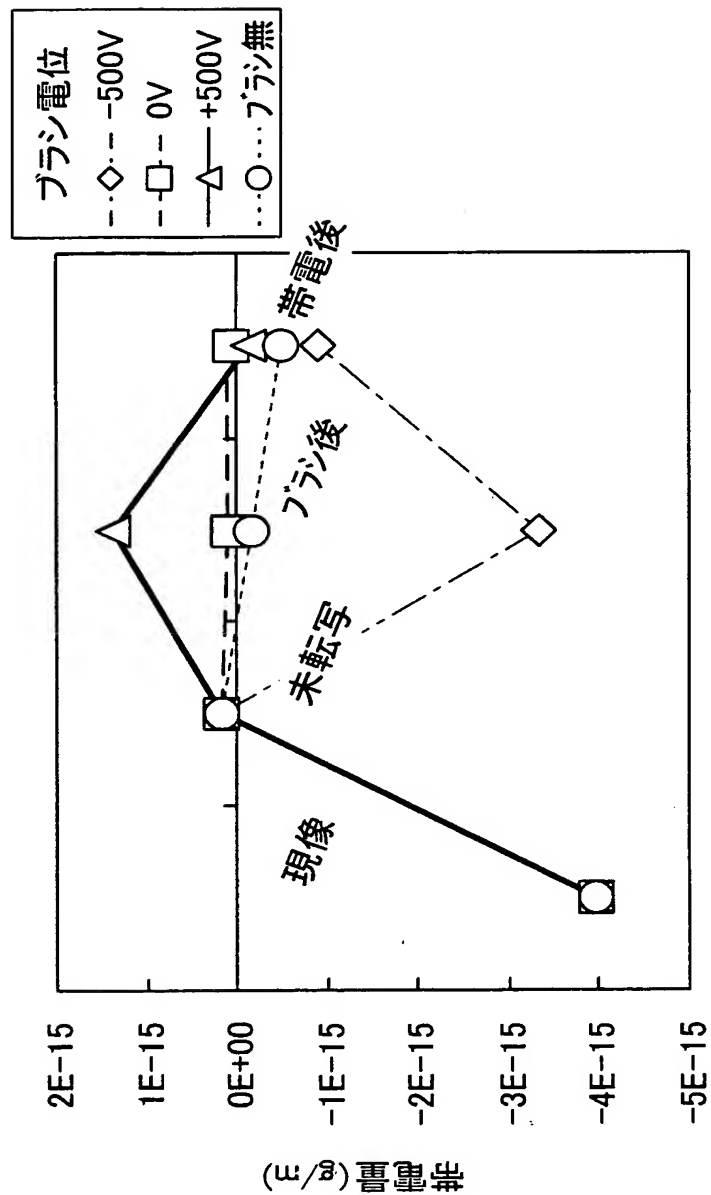 ブラシ電位
-500V
0V
+500V
ブラシ無
2E-15
1E-15
0E+00
-1E-15
-2E-15
-3E-15
-4E-15
-5E-15
帯電量(g/m)
現像
未転写
ブラシ後
帯電後